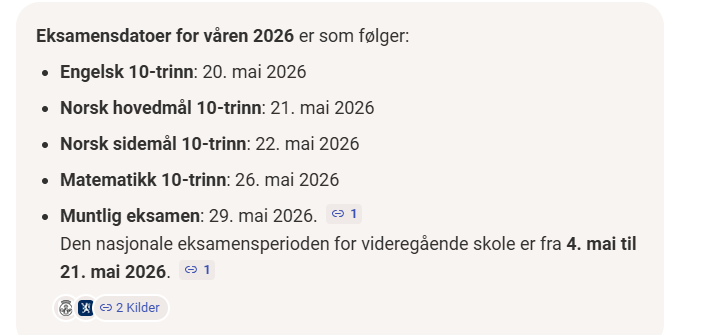 Eksamensdatoer for våren 2026 er som følger:
• Engelsk 10-trinn: 20. mai 2026
• Norsk hovedmål 10-trinn: 21. mai 2026
• Norsk sidemål 10-trinn: 22. mai 2026
• Matematikk 10-trinn: 26. mai 2026
• Muntlig eksamen: 29. mai 2026. 1
Den nasjonale eksamensperioden for videregående skole er fra 4. mai til
21. mai 2026. 1
2 Kilder